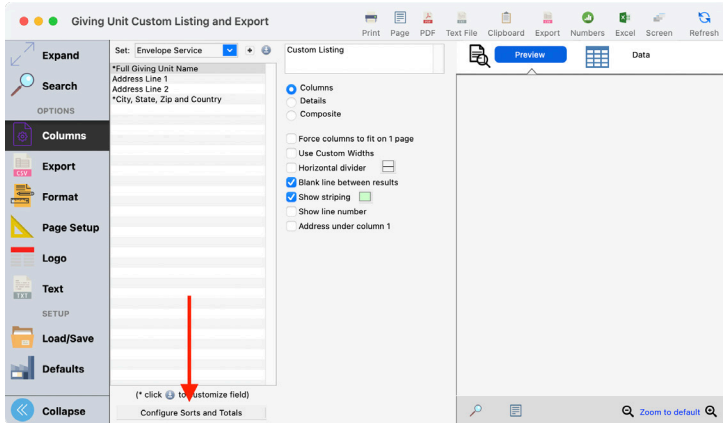 Giving Unit Custom Listing and Export
Print Page PDF Text File Clipboard Export Numbers Excel Screen Refresh
Expand
Search
OPTIONS
Columns
CSV
Export
Format
Page Setup
Logo
TXT
Text
SETUP
Load/Save
Defaults
Collapse
Set: Envelope Service
*Full Giving Unit Name
Address Line 1
Address Line 2
*City, State, Zip and Country
(* click to customize field)
Configure Sorts and Totals
Custom Listing
Columns
Details
Composite
Force columns to fit on 1 page
Use Custom Widths
Horizontal divider
Blank line between results
Show striping
Show line number
Address under column 1
Preview
Data
Zoom to default